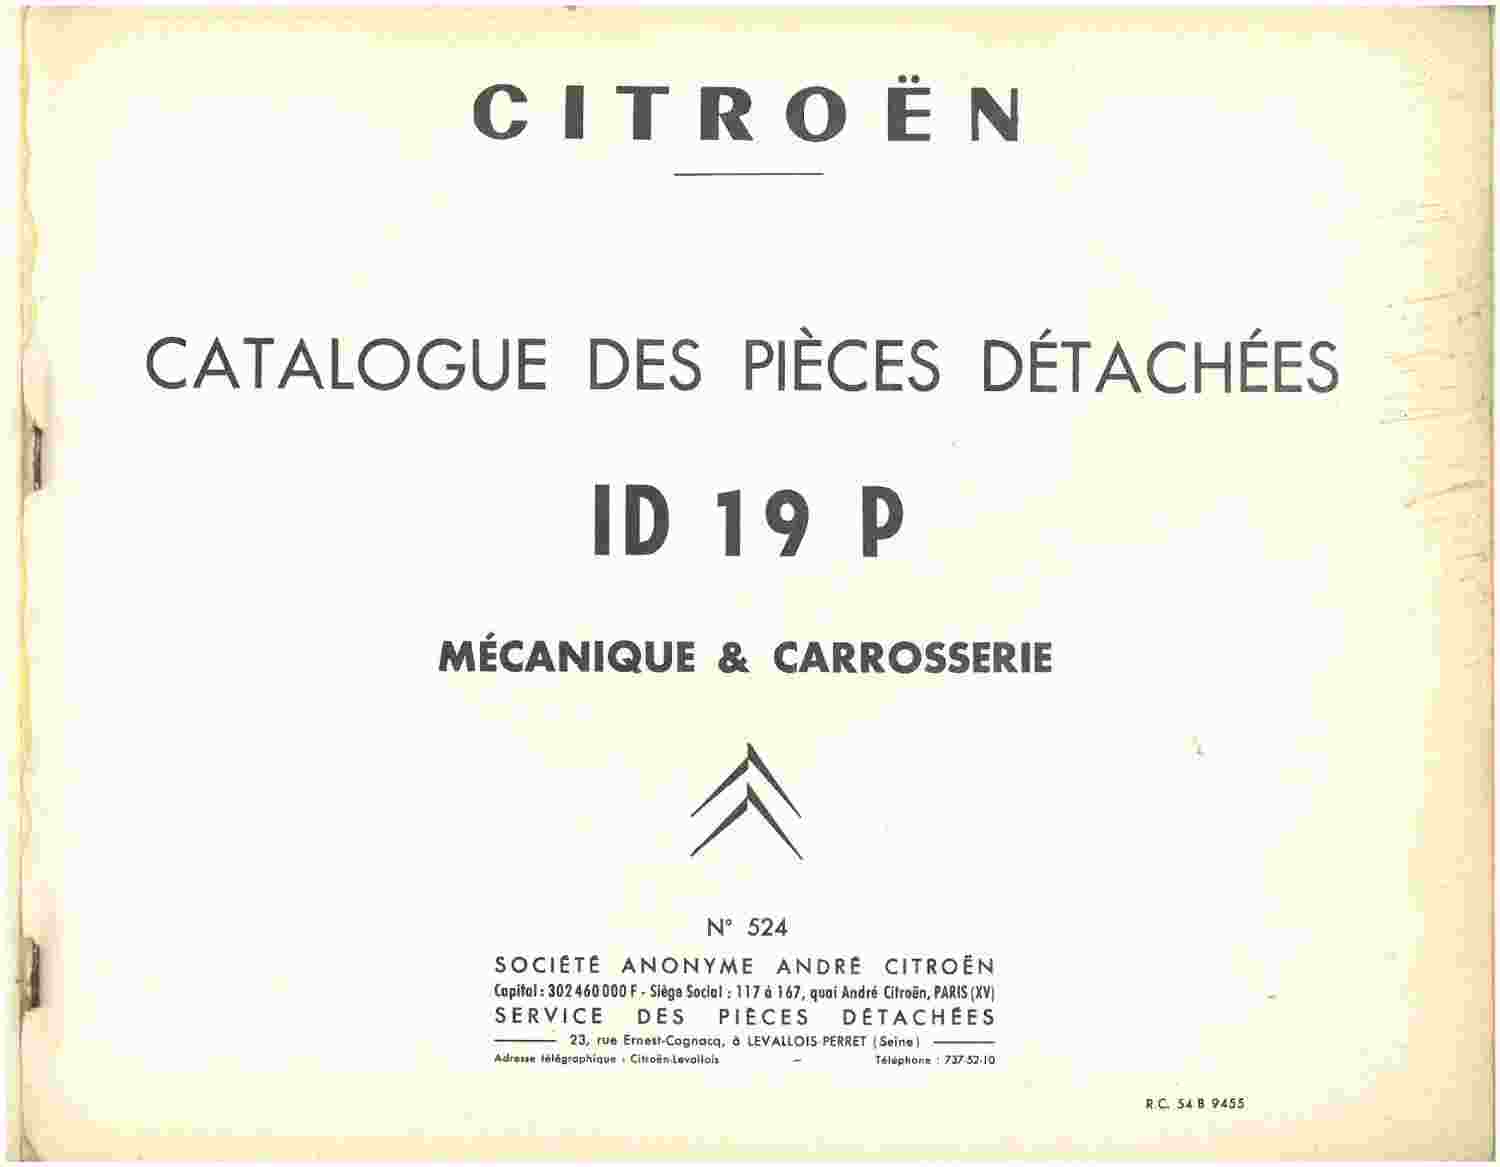 CITROËN
CATALOGUE DES PIÈCES DÉTACHÉES
ID 19 P
MÉCANIQUE & CARROSSERIE
N° 524
SOCIÉTÉ ANONYME ANDRÉ CITROËN
Capital : 302 460 000 F - Siège Social : 117 à 167, quai André Citroën, PARIS (XV)
SERVICE DES PIÈCES DÉTACHÉES
23, rue Ernest-Cognacq, à LEVALLOIS-PERRET (Seine)
Adresse télégraphique : Citroën-Levallois – Téléphone : 737-52-10
R.C. 54 B 9455